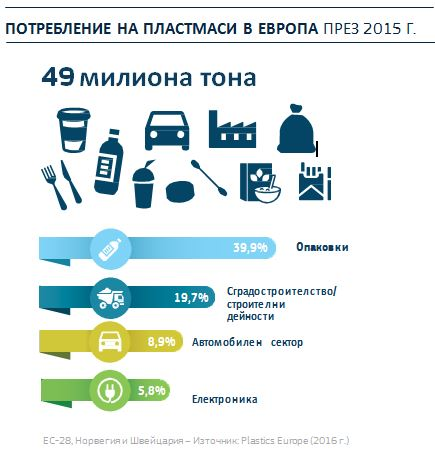 ПОТРЕБЛЕНИЕ НА ПЛАСТМАСИ В ЕВРОПА ПРЕЗ 2015 Г.
49 милиона тона
39,9% Опаковки
19,7% Сградостроителство/
строителни
дейности
8,9% Автомобилен сектор
5,8% Електроника
ЕС-28, Норвегия и Швейцария – Източник: Plastics Europe (2016 г.)